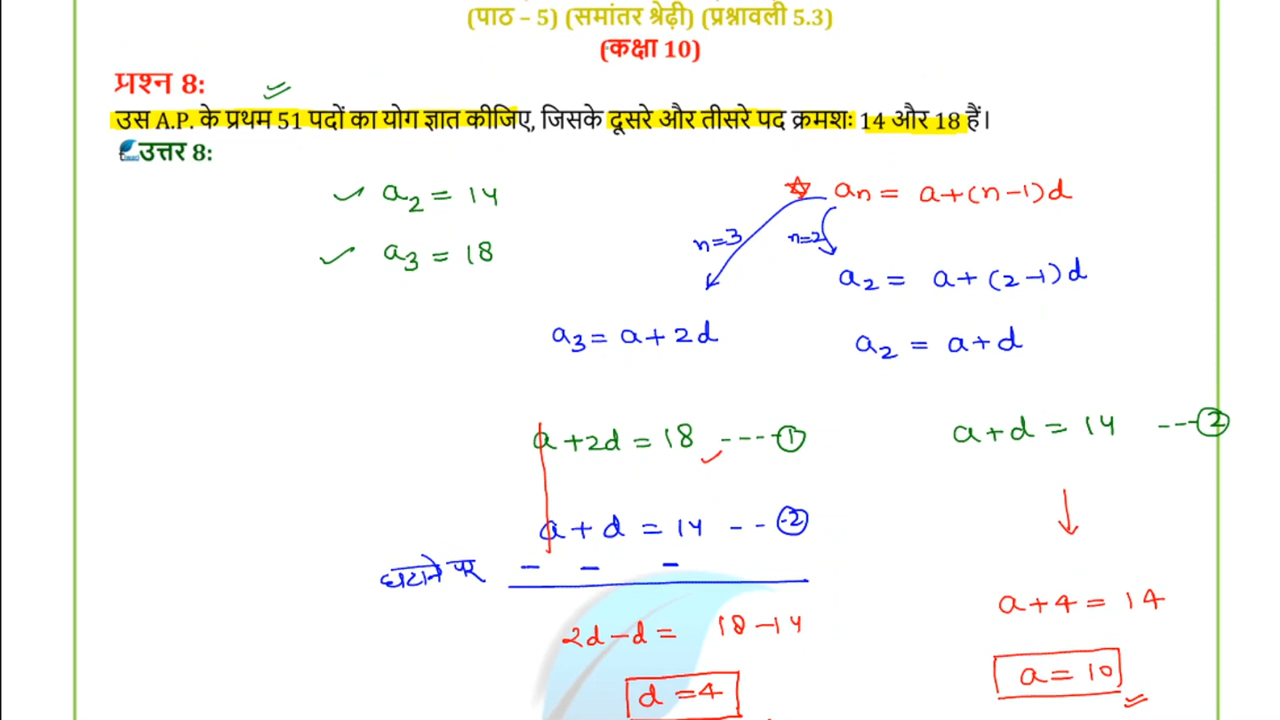 (पाठ – 5) (समांतर श्रेढ़ी) (प्रश्नावली 5.3)
(कक्षा 10)
प्रश्न 8:
उस A.P. के प्रथम 51 पदों का योग ज्ञात कीजिए, जिसके दूसरे और तीसरे पद क्रमशः 14 और 18 हैं।
उत्तर 8:
a₂ = 14
aₙ = a+(n-1)d
a₃ = 18
n=3
n=2
a₂ = a+(2-1)d
a₃ = a+2d
a₂ = a+d
a+2d = 18 ---- ①
a+d = 14 --- ②
a+d = 14 -- ②
घटाने पर - - -
a+4 = 14
2d-d = 18-14
a = 10
d = 4